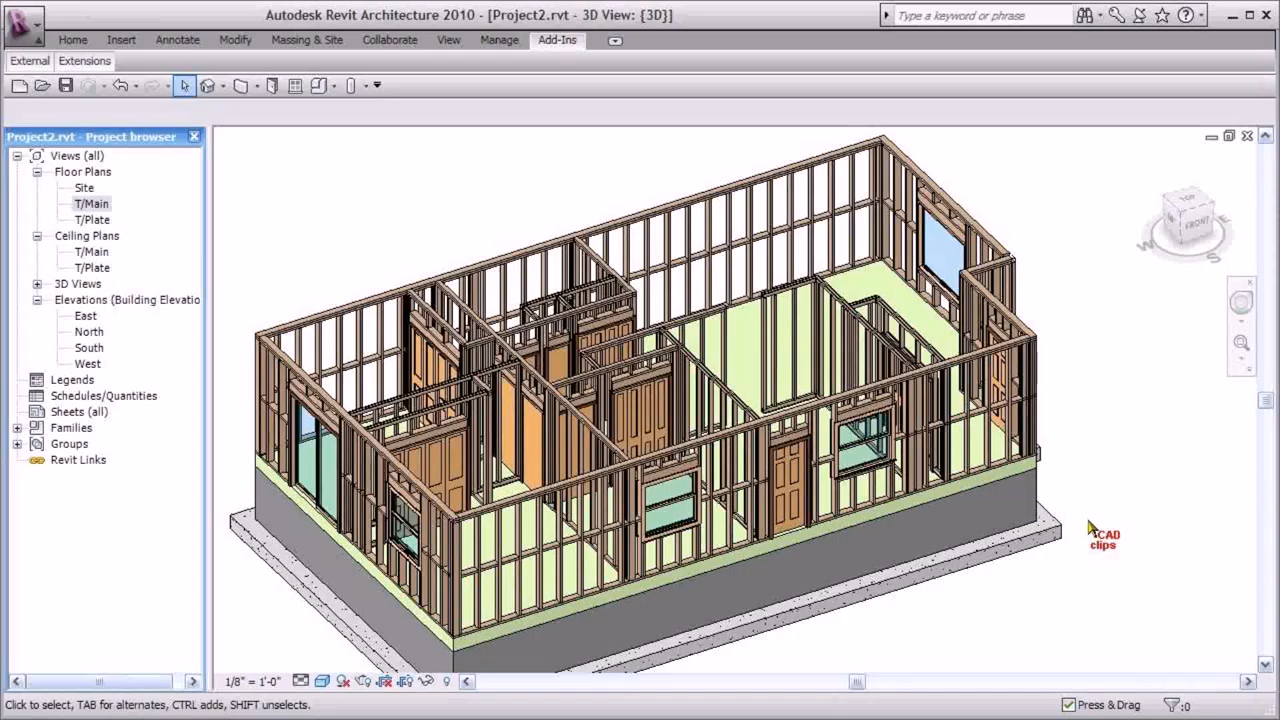 Autodesk Revit Architecture 2010 - [Project2.rvt - 3D View: {3D}]
Type a keyword or phrase
Home Insert Annotate Modify Massing & Site Collaborate View Manage Add-Ins
External Extensions
Project2.rvt - Project browser
Views (all)
Floor Plans
Site
T/Main
T/Plate
Ceiling Plans
T/Main
T/Plate
3D Views
Elevations (Building Elevatio
East
North
South
West
Legends
Schedules/Quantities
Sheets (all)
Families
Groups
Revit Links
TOP
FRONT
W
S
E
CAD
clips
1/8" = 1'-0"
Click to select, TAB for alternates, CTRL adds, SHIFT unselects.
Press & Drag
:0